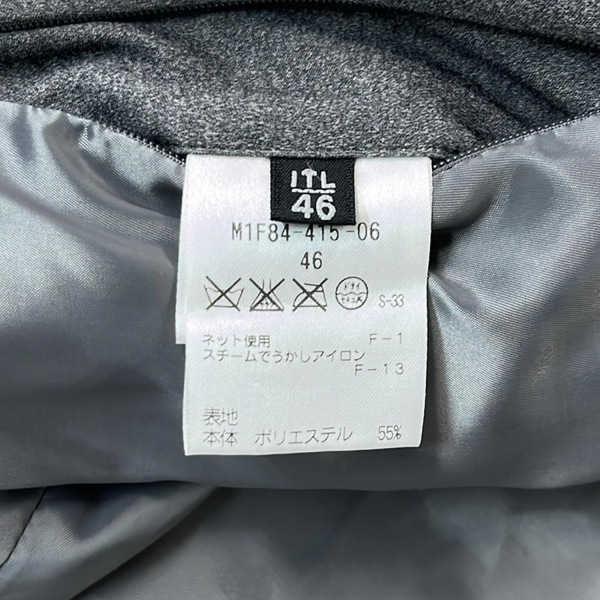 ITL
46
M1F84-415-06
46
ドライ
セキユ系
S-33
ネット使用 F-1
スチームでうかしアイロン
F-13
表地
本体 ポリエステル 55%